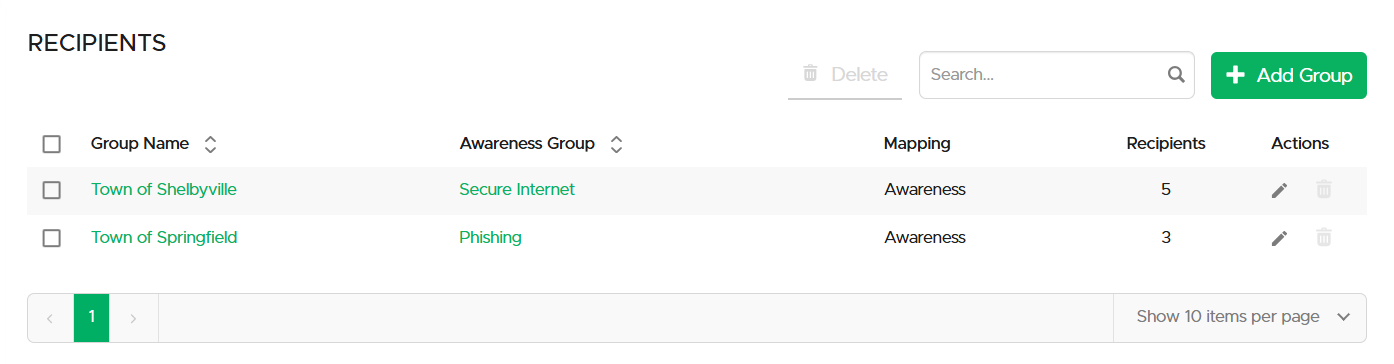 RECIPIENTS
Delete
Search...
Add Group
Group Name Awareness Group Mapping Recipients Actions
Town of Shelbyville Secure Internet Awareness 5
Town of Springfield Phishing Awareness 3
1
Show 10 items per page